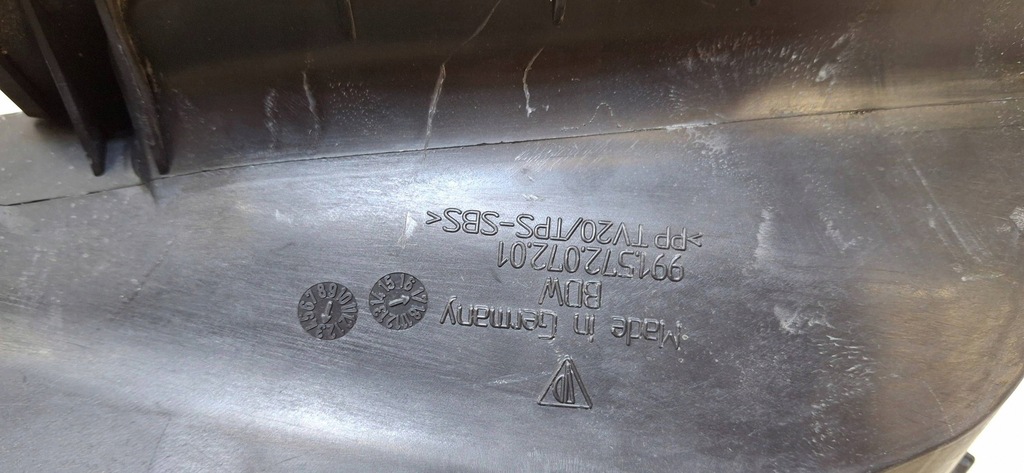 Made in Germany
BDW
991.572.072.01
>PP TV20/TPS-SBS<